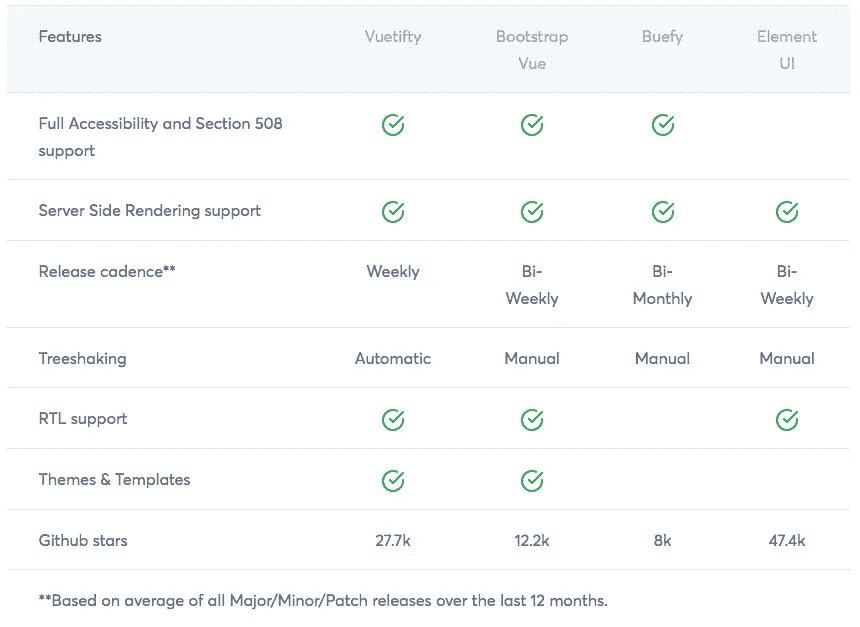 Features Vuetifty Bootstrap Buefy Element
Vue UI
Full Accessibility and Section 508
support
Server Side Rendering support
Release cadence** Weekly Bi- Bi- Bi-
Weekly Monthly Weekly
Treeshaking Automatic Manual Manual Manual
RTL support
Themes & Templates
Github stars 27.7k 12.2k 8k 47.4k
**Based on average of all Major/Minor/Patch releases over the last 12 months.